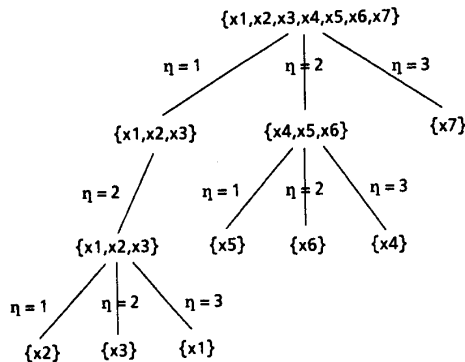 {x1,x2,x3,x4,x5,x6,x7}
η = 1 η = 2 η = 3
{x1,x2,x3} {x4,x5,x6} {x7}
η = 2 η = 1 η = 2 η = 3
{x1,x2,x3} {x5} {x6} {x4}
η = 1 η = 2 η = 3
{x2} {x3} {x1}